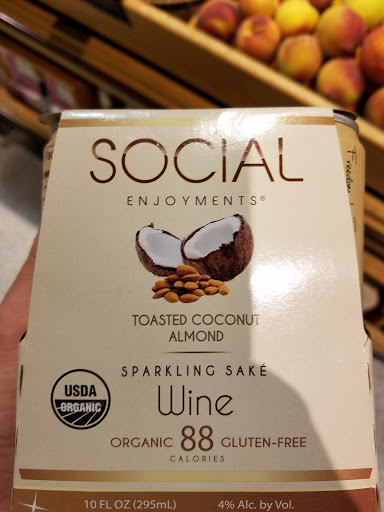 SOCIAL
ENJOYMENTS®
TOASTED COCONUT
ALMOND
SPARKLING SAKÉ
Wine
USDA
ORGANIC
ORGANIC 88 GLUTEN-FREE
CALORIES
10 FL OZ (295mL) 4% Alc. by Vol.